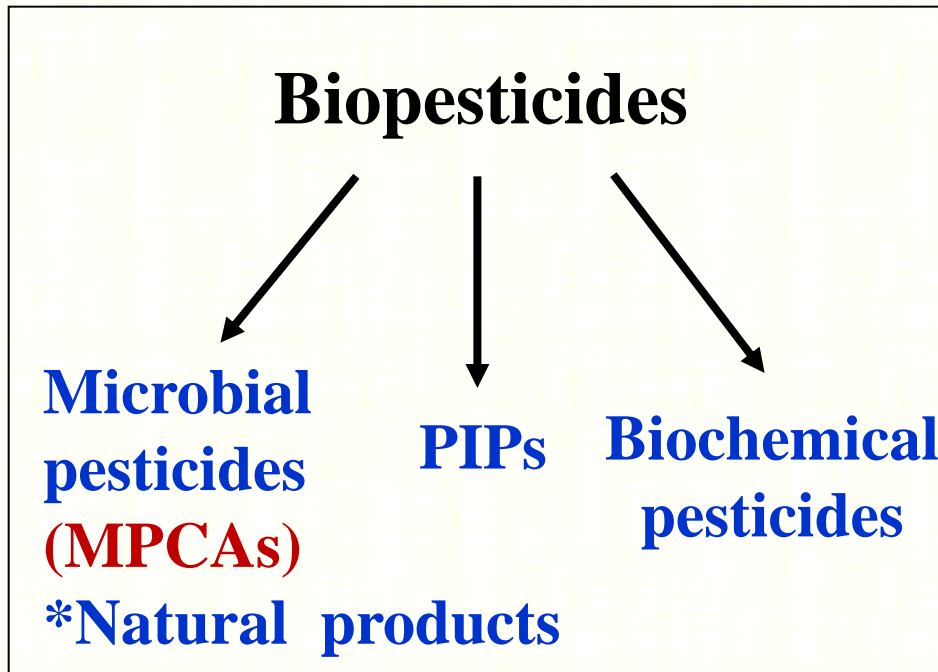 Biopesticides
Microbial
pesticides
(MPCAs)
*Natural products
PIPs
Biochemical
pesticides